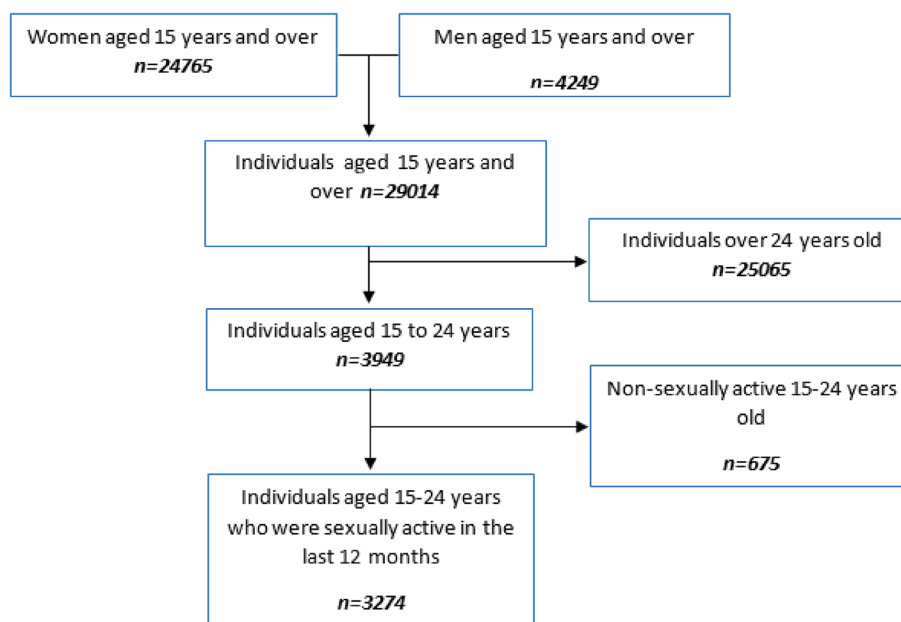 Women aged 15 years and over
n=24765
Men aged 15 years and over
n=4249
Individuals aged 15 years and
over n=29014
Individuals over 24 years old
n=25065
Individuals aged 15 to 24 years
n=3949
Non-sexually active 15-24 years
old
n=675
Individuals aged 15-24 years
who were sexually active in the
last 12 months
n=3274